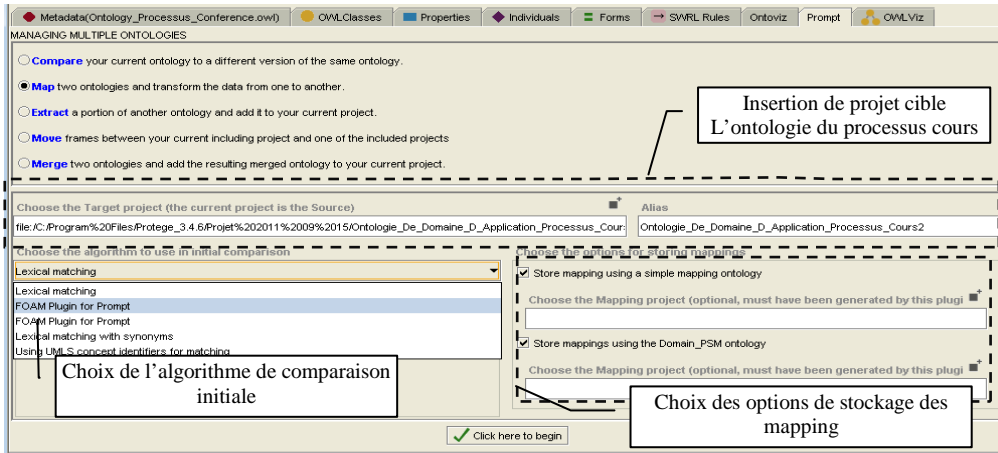 Metadata(Ontology_Processus_Conference.owl) OWLClasses Properties Individuals Forms SWRL Rules Ontoviz Prompt OWLViz
MANAGING MULTIPLE ONTOLOGIES
Compare your current ontology to a different version of the same ontology.
Map two ontologies and transform the data from one to another.
Extract a portion of another ontology and add it to your current project.
Move frames between your current including project and one of the included projects
Merge two ontologies and add the resulting merged ontology to your current project.
Insertion de projet cible
L'ontologie du processus cours
Choose the Target project (the current project is the Source)
Alias
file:/C:/Program%20Files/Protege_3.4.6/Projet%202011%2009%2015/Ontologie_De_Domaine_D_Application_Processus_Cour
Ontologie_De_Domaine_D_Application_Processus_Cours2
Choose the algorithm to use in initial comparison
Lexical matching
Lexical matching
FOAM Plugin for Prompt
FOAM Plugin for Prompt
Lexical matching with synonyms
Using UMLS concept identifiers for matching
Choix de l'algorithme de comparaison
initiale
Choose the options for storing mappings
Store mapping using a simple mapping ontology
Choose the Mapping project (optional, must have been generated by this plugi
Store mappings using the Domain_PSM ontology
Choose the Mapping project (optional, must have been generated by this plugi
Choix des options de stockage des
mapping
Click here to begin